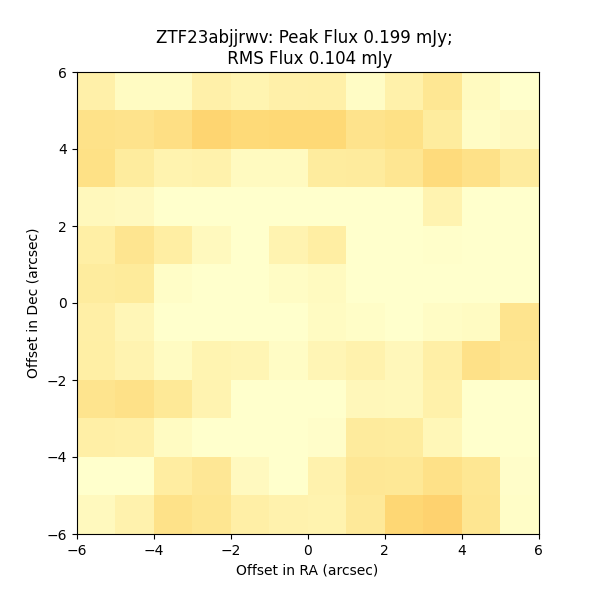 ZTF23abjjrwv: Peak Flux 0.199 mJy;
RMS Flux 0.104 mJy
6
4
2
0
−2
−4
−6
Offset in Dec (arcsec)
−6 −4 −2 0 2 4 6
Offset in RA (arcsec)